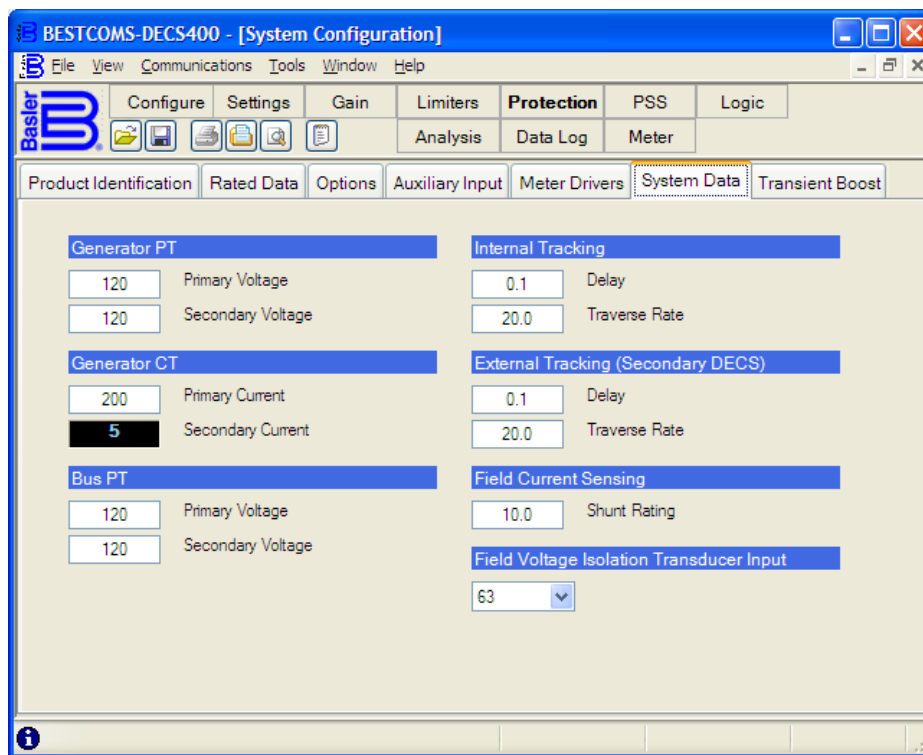 BESTCOMS-DECS400 - [System Configuration]
File View Communications Tools Window Help
Basler
Configure Settings Gain Limiters Protection PSS Logic
Analysis Data Log Meter
Product Identification Rated Data Options Auxiliary Input Meter Drivers System Data Transient Boost
Generator PT
120 Primary Voltage
120 Secondary Voltage
Generator CT
200 Primary Current
5 Secondary Current
Bus PT
120 Primary Voltage
120 Secondary Voltage
Internal Tracking
0.1 Delay
20.0 Traverse Rate
External Tracking (Secondary DECS)
0.1 Delay
20.0 Traverse Rate
Field Current Sensing
10.0 Shunt Rating
Field Voltage Isolation Transducer Input
63